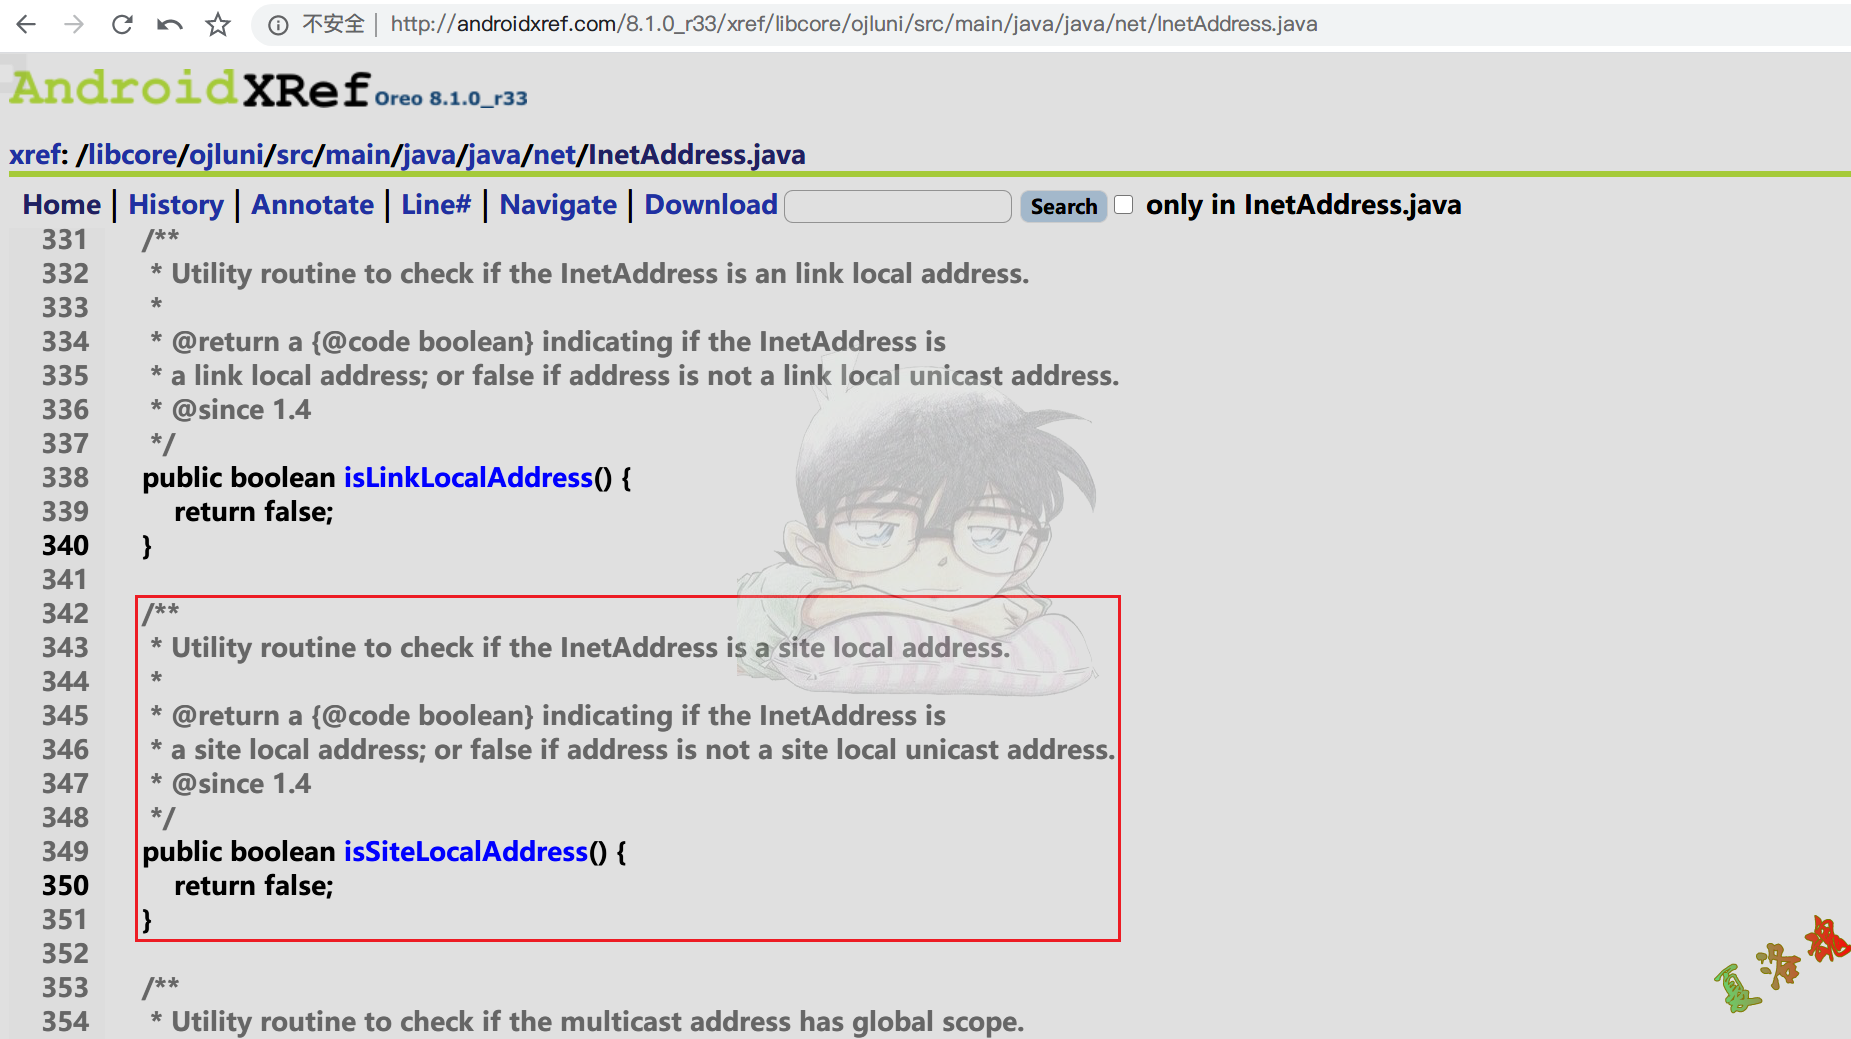 不安全 | http://androidxref.com/8.1.0_r33/xref/libcore/ojluni/src/main/java/java/net/InetAddress.java
AndroidXRef Oreo 8.1.0_r33
xref: /libcore/ojluni/src/main/java/java/net/InetAddress.java
Home | History | Annotate | Line# | Navigate | Download Search only in InetAddress.java
331 /**
332 * Utility routine to check if the InetAddress is an link local address.
333 *
334 * @return a {@code boolean} indicating if the InetAddress is
335 * a link local address; or false if address is not a link local unicast address.
336 * @since 1.4
337 */
338 public boolean isLinkLocalAddress() {
339 return false;
340 }
341
342 /**
343 * Utility routine to check if the InetAddress is a site local address.
344 *
345 * @return a {@code boolean} indicating if the InetAddress is
346 * a site local address; or false if address is not a site local unicast address.
347 * @since 1.4
348 */
349 public boolean isSiteLocalAddress() {
350 return false;
351 }
352
353 /**
354 * Utility routine to check if the multicast address has global scope.
夏洛魂